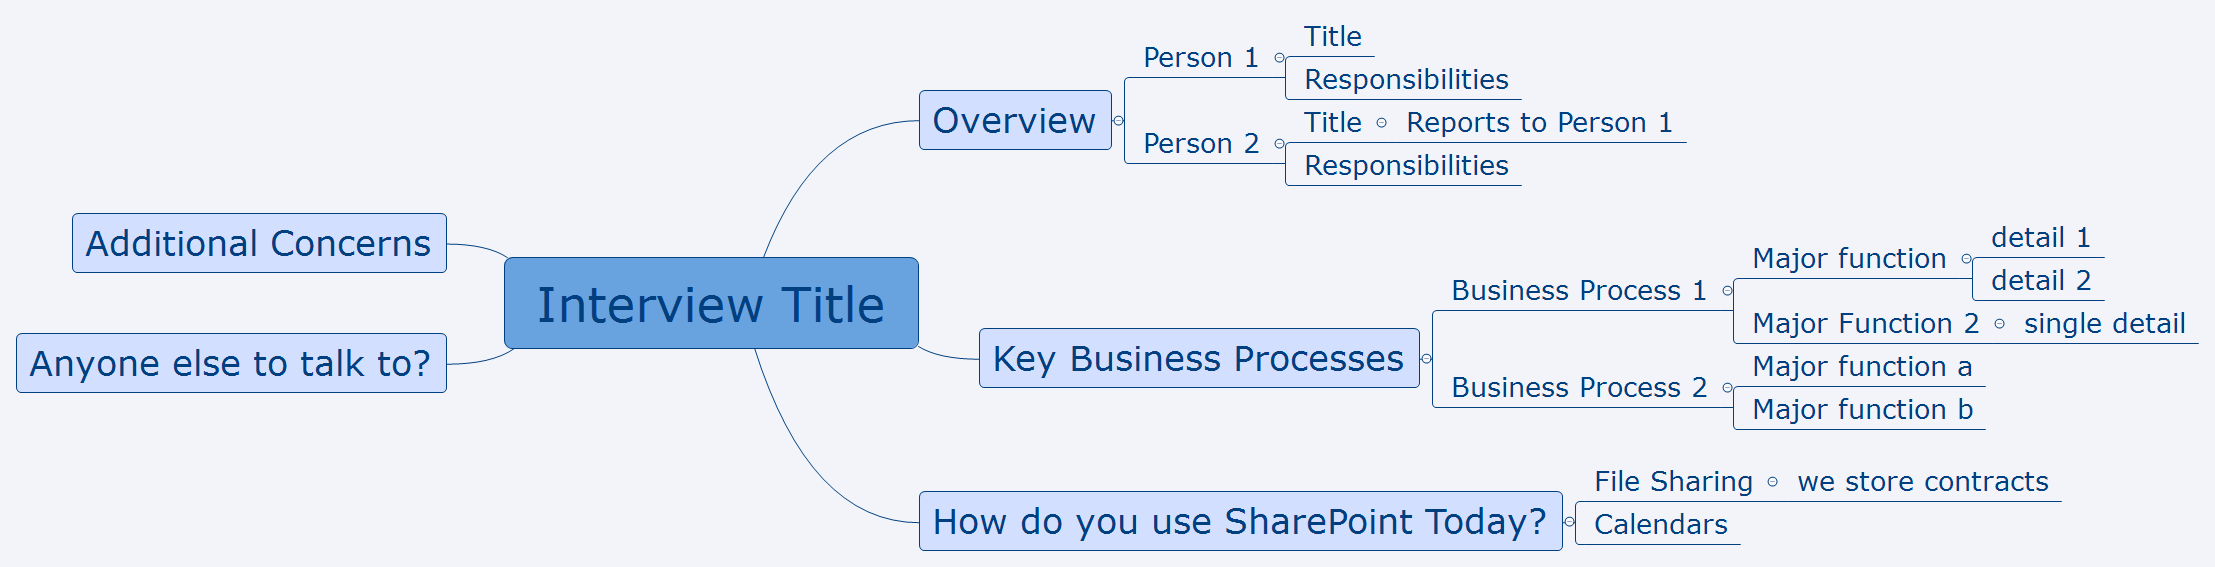 Interview Title
Overview
Person 1
Title
Responsibilities
Person 2
Title
Reports to Person 1
Responsibilities
Key Business Processes
Business Process 1
Major function
detail 1
detail 2
Major Function 2
single detail
Business Process 2
Major function a
Major function b
How do you use SharePoint Today?
File Sharing
we store contracts
Calendars
Additional Concerns
Anyone else to talk to?